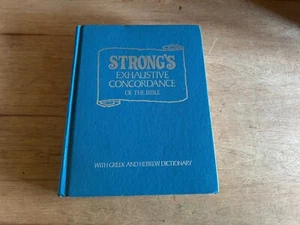 STRONG'S
EXHAUSTIVE
CONCORDANCE
OF THE BIBLE
WITH GREEK AND HEBREW DICTIONARY